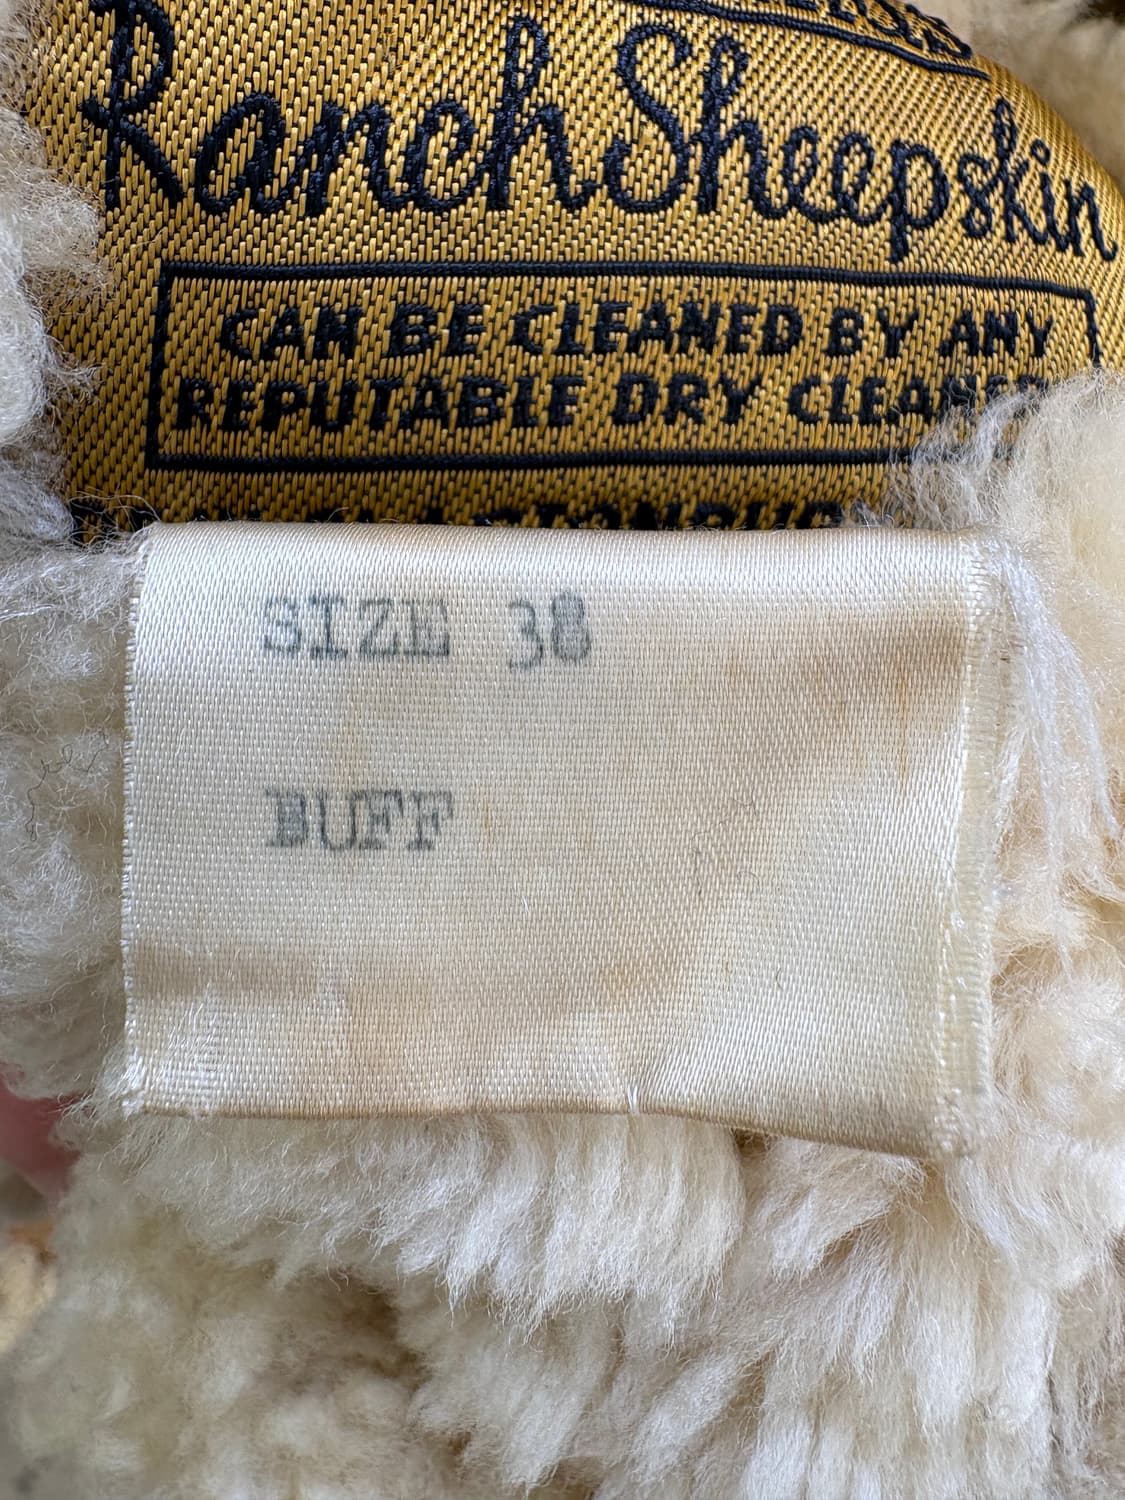 Ranch Sheepskin
CAN BE CLEANED BY ANY
REPUTABLE DRY CLEANER
SIZE 38
BUFF